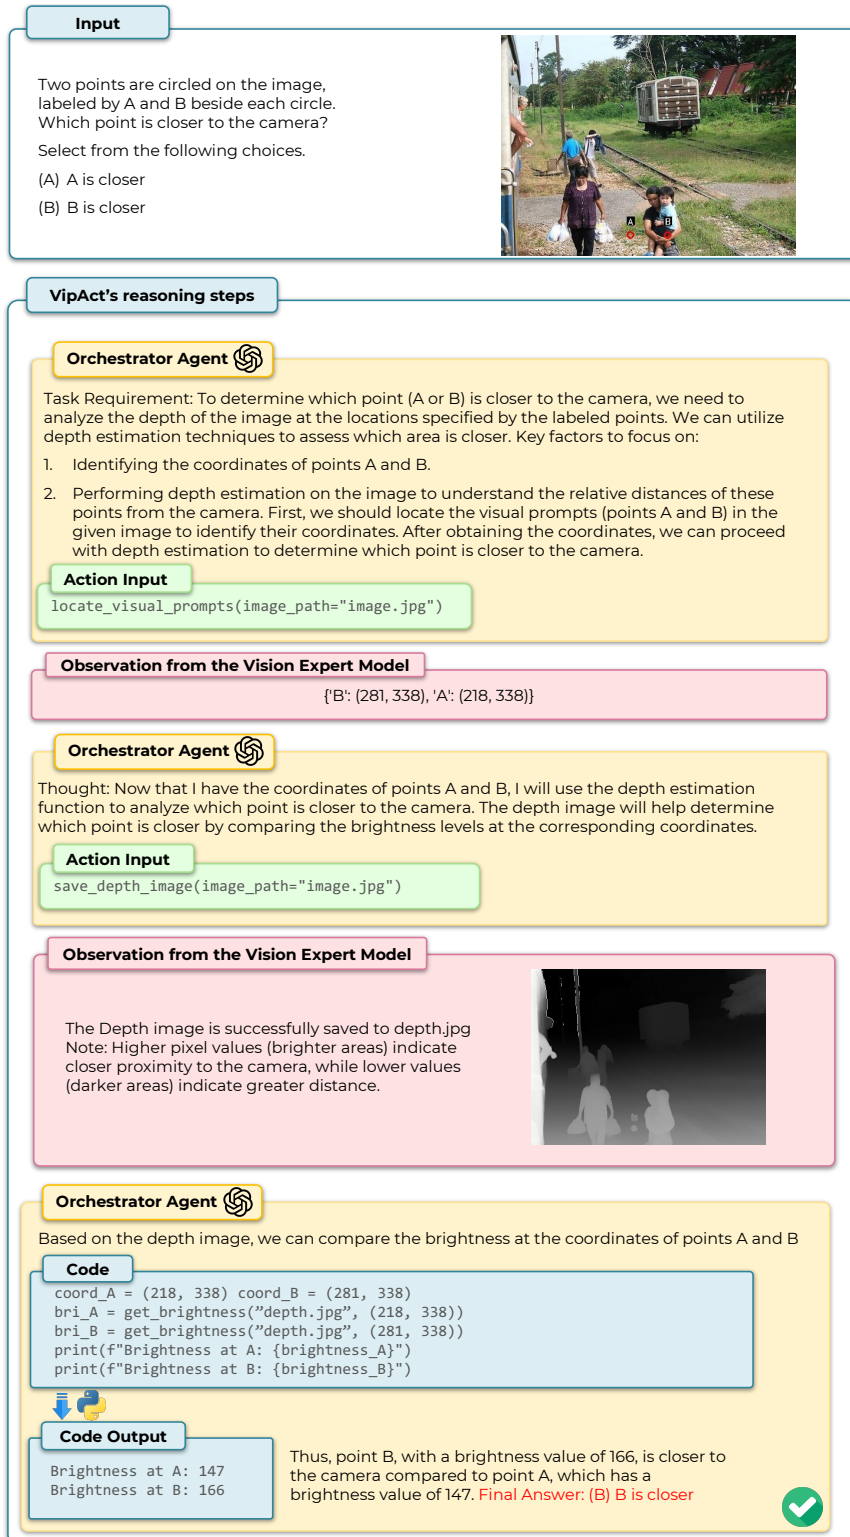 Input
Two points are circled on the image,
labeled by A and B beside each circle.
Which point is closer to the camera?
Select from the following choices.
(A) A is closer
(B) B is closer
A B
VipAct's reasoning steps
Orchestrator Agent
Task Requirement: To determine which point (A or B) is closer to the camera, we need to
analyze the depth of the image at the locations specified by the labeled points. We can utilize
depth estimation techniques to assess which area is closer. Key factors to focus on:
1. Identifying the coordinates of points A and B.
2. Performing depth estimation on the image to understand the relative distances of these
points from the camera. First, we should locate the visual prompts (points A and B) in the
given image to identify their coordinates. After obtaining the coordinates, we can proceed
with depth estimation to determine which point is closer to the camera.
Action Input
locate_visual_prompts(image_path="image.jpg")
Observation from the Vision Expert Model
{'B': (281, 338), 'A': (218, 338)}
Orchestrator Agent
Thought: Now that I have the coordinates of points A and B, I will use the depth estimation
function to analyze which point is closer to the camera. The depth image will help determine
which point is closer by comparing the brightness levels at the corresponding coordinates.
Action Input
save_depth_image(image_path="image.jpg")
Observation from the Vision Expert Model
The Depth image is successfully saved to depth.jpg
Note: Higher pixel values (brighter areas) indicate
closer proximity to the camera, while lower values
(darker areas) indicate greater distance.
Orchestrator Agent
Based on the depth image, we can compare the brightness at the coordinates of points A and B
Code
coord_A = (218, 338) coord_B = (281, 338)
bri_A = get_brightness(”depth.jpg”, (218, 338))
bri_B = get_brightness(”depth.jpg”, (281, 338))
print(f"Brightness at A: {brightness_A}")
print(f"Brightness at B: {brightness_B}")
Code Output
Brightness at A: 147
Brightness at B: 166
Thus, point B, with a brightness value of 166, is closer to
the camera compared to point A, which has a
brightness value of 147. Final Answer: (B) B is closer